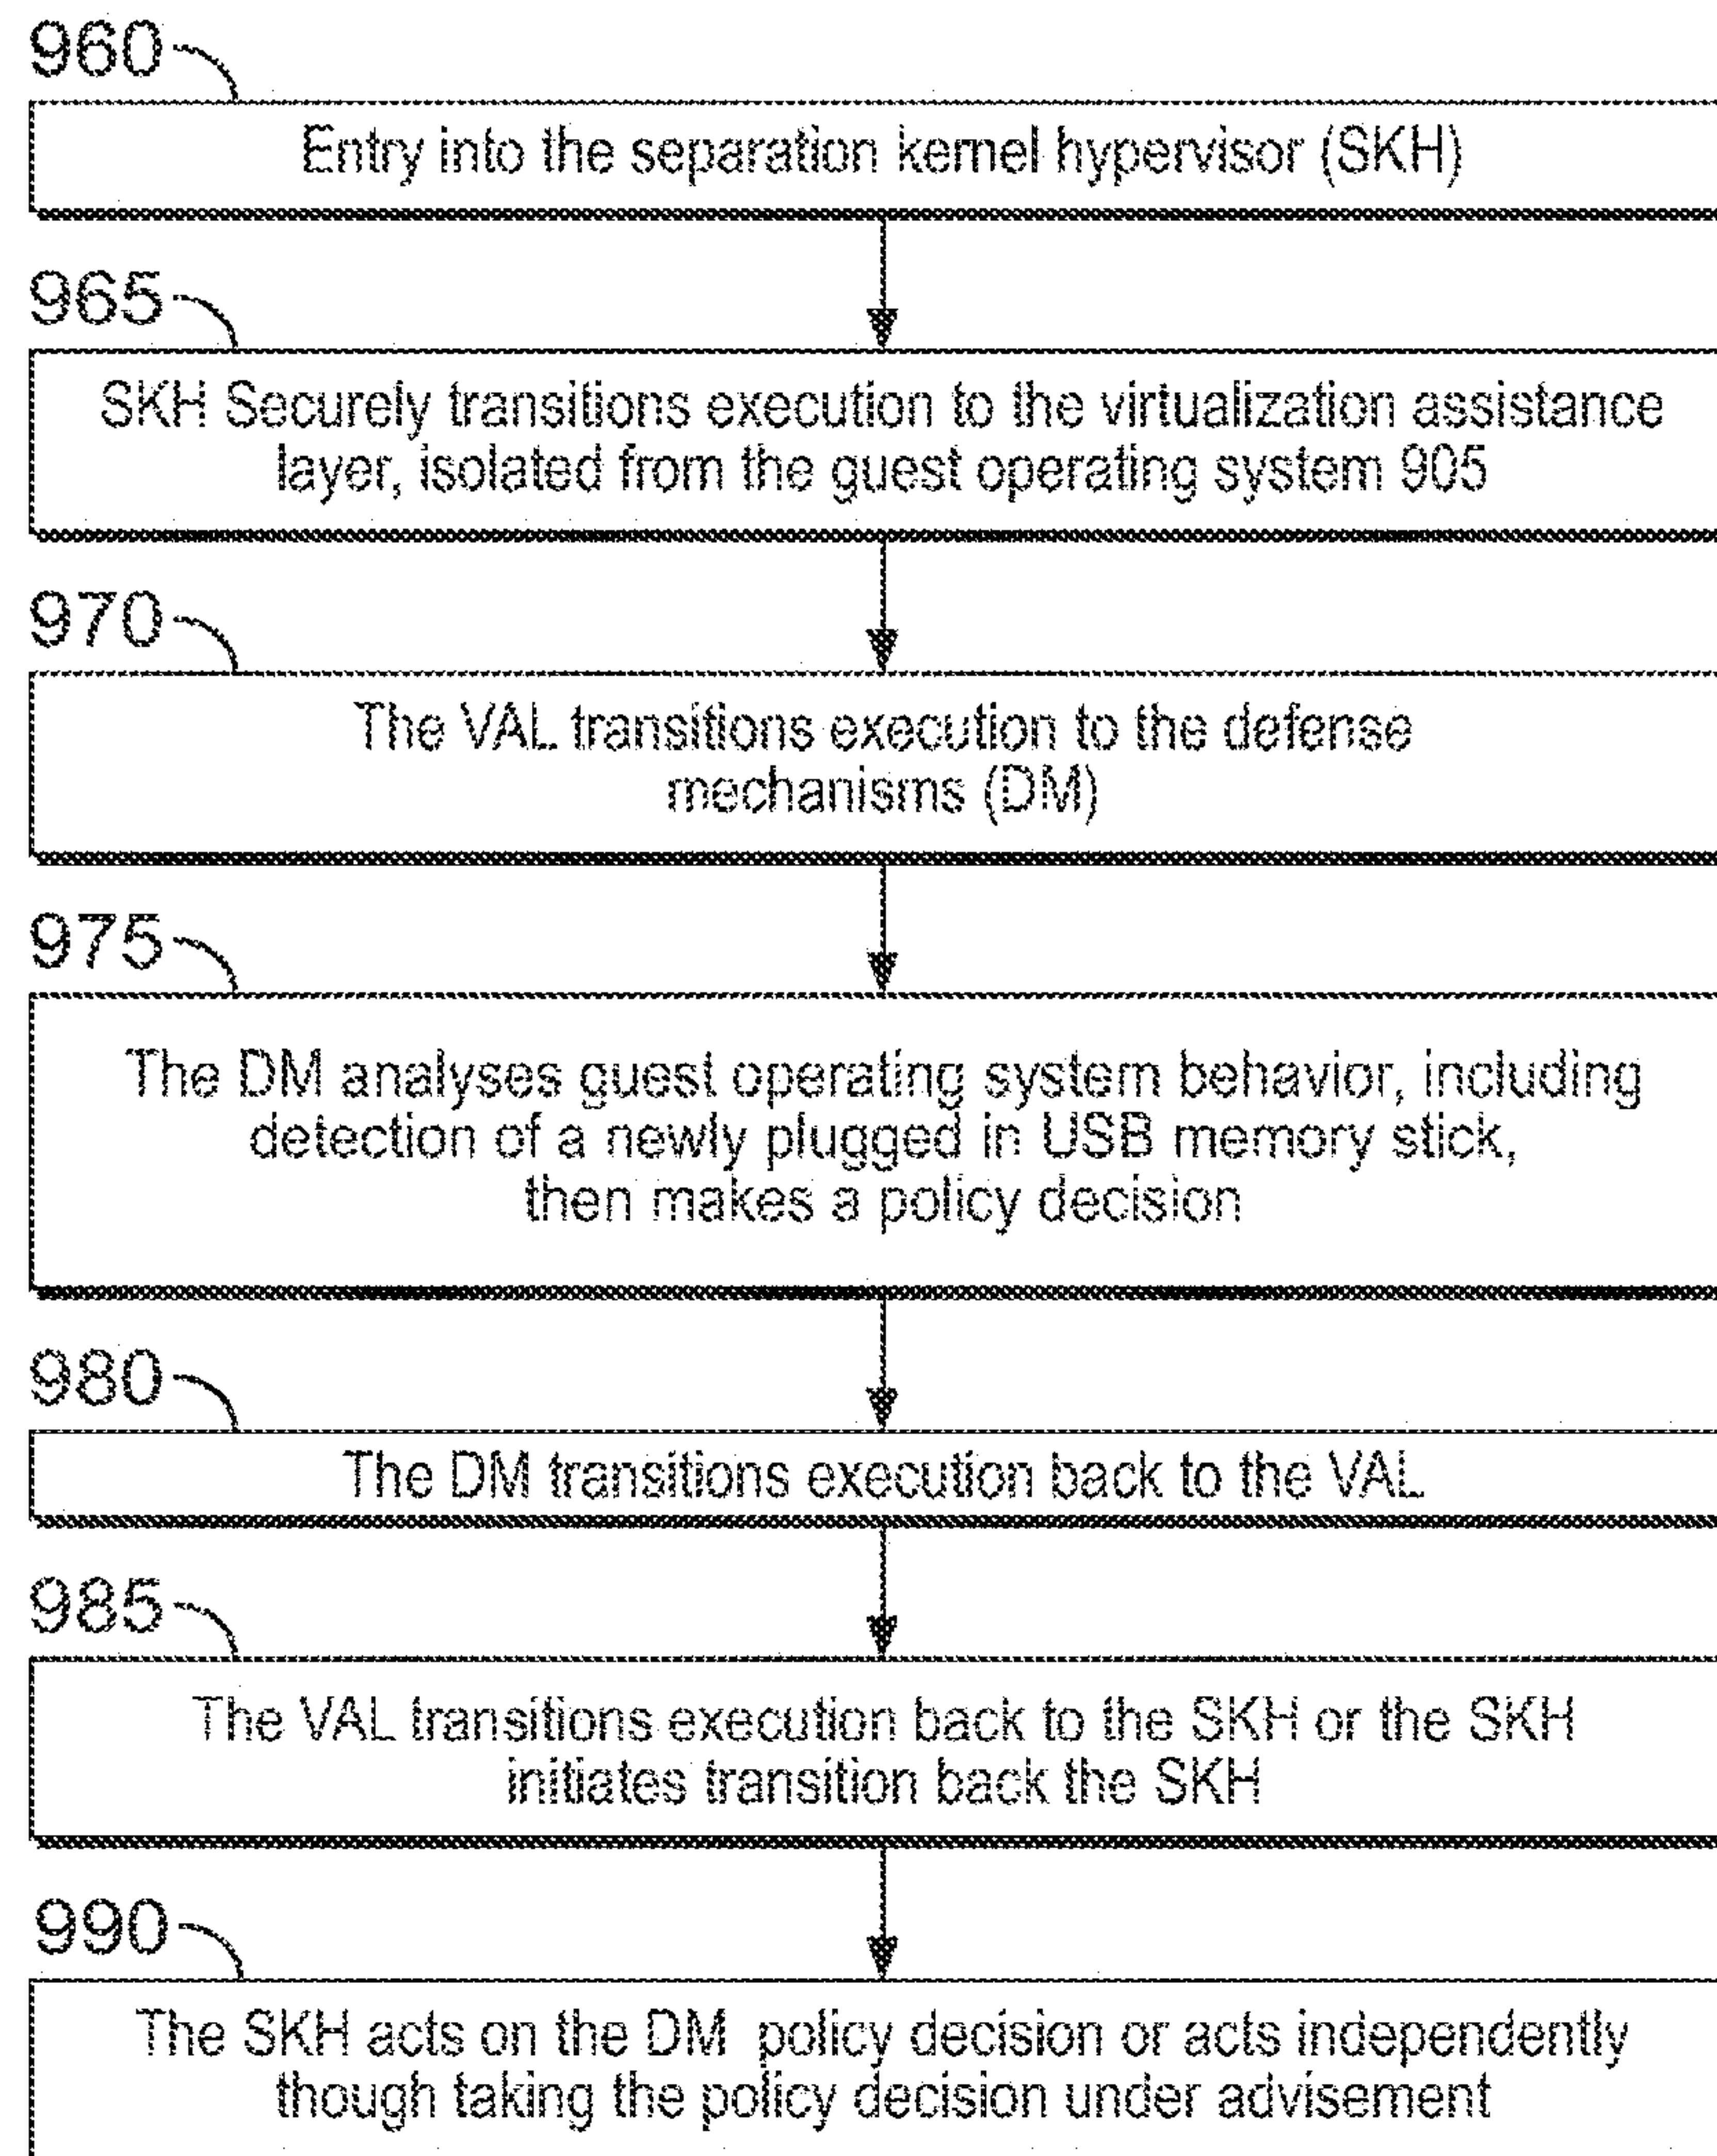 960
Entry into the separation kernel hypervisor (SKH)
965
SKH Securely transitions execution to the virtualization assistance
layer, isolated from the guest operating system 905
970
The VAL transitions execution to the defense
mechanisms (DM)
975
The DM analyses guest operating system behavior, including
detection of a newly plugged in USB memory stick,
then makes a policy decision
980
The DM transitions execution back to the VAL
985
The VAL transitions execution back to the SKH or the SKH
initiates transition back the SKH
990
The SKH acts on the DM policy decision or acts independently
though taking the policy decision under advisement